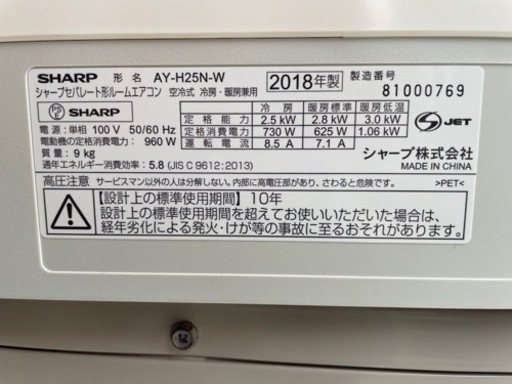 SHARP 形名 AY-H25N-W 2018年製 製造番号
シャープセパレート形ルームエアコン 空冷式 冷房・暖房兼用 81000769
PS E SHARP 冷房 暖房標準 暖房低温
定格能力 2.5 kW 2.8 kW 3.0 kW
電源:単相 100 V 50/60 Hz 定格消費電力 730 W 625 W 1.06 kW
電動機の定格消費電力: 960 W 運転電流 8.5 A 7.1 A
質量: 9 kg
通年エネルギー消費効率: 5.8 (JIS C 9612:2013)
S JET
シャープ株式会社
MADE IN CHINA
高圧注意 サービスマン以外の人は分解しない。内部に高電圧部があり、さわると危険です。 >PET<
【設計上の標準使用期間】10年
設計上の標準使用期間を超えてお使いいただいた場合は、
経年劣化による発火・けが等の事故に至るおそれがあります。